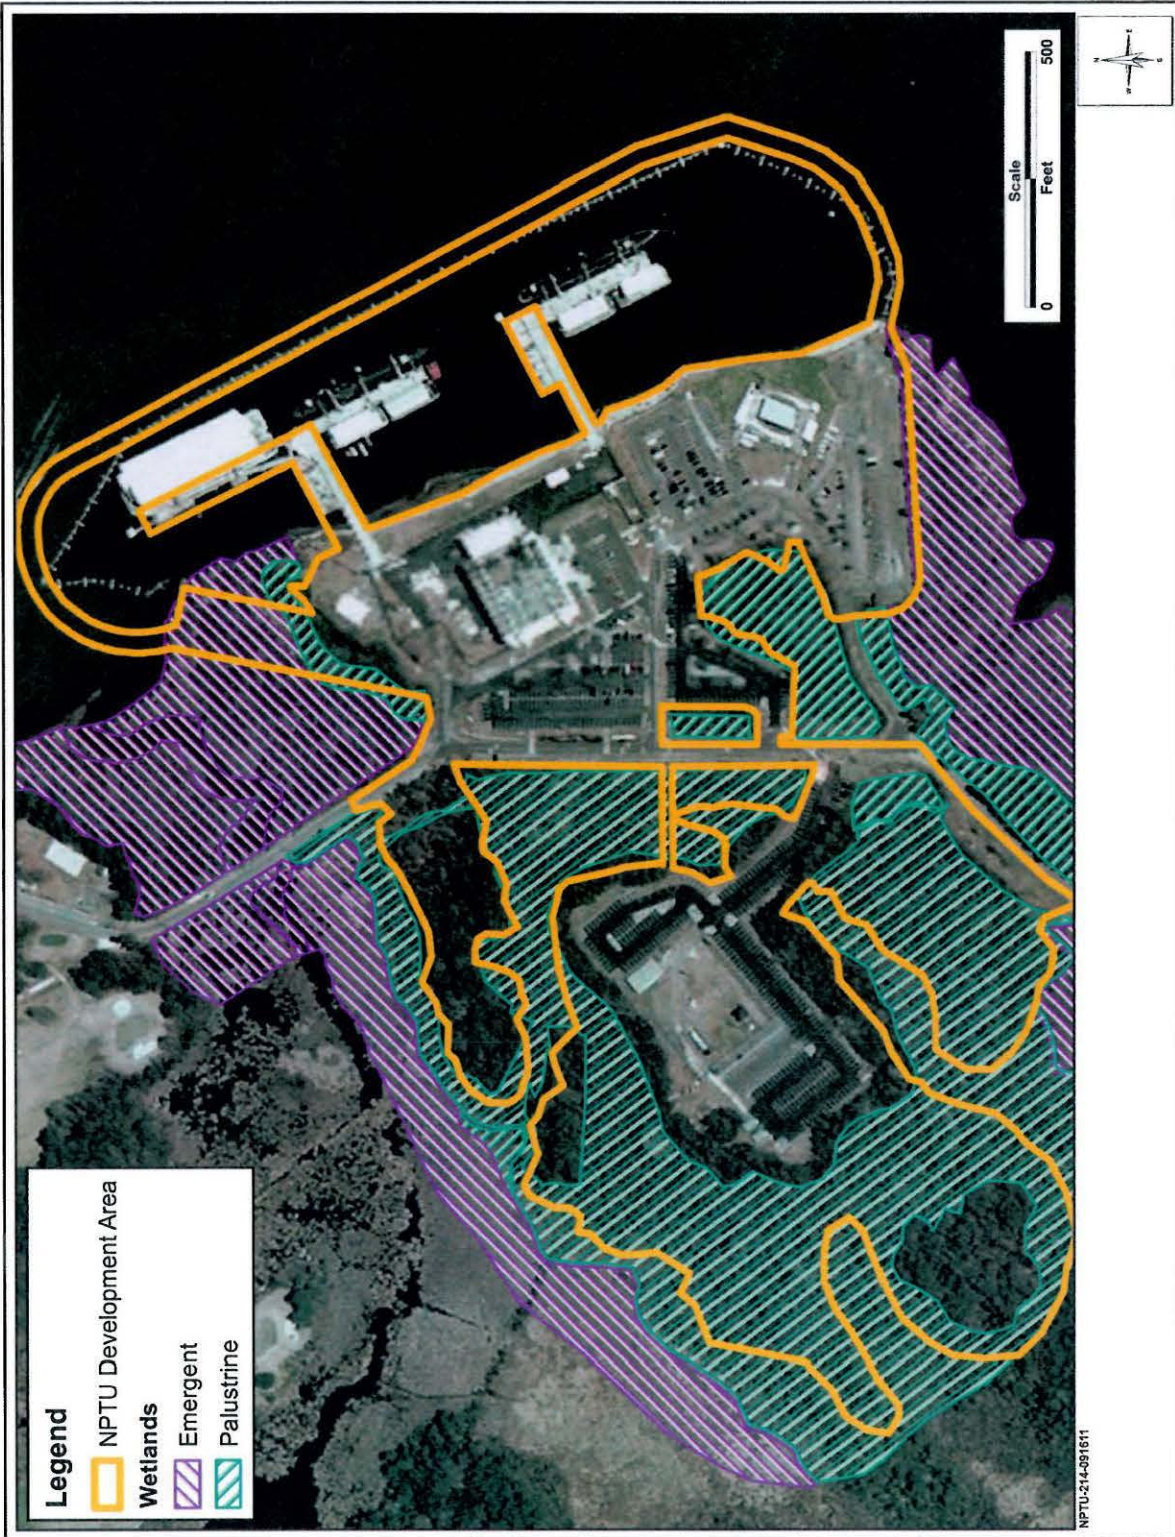 Legend
NPTU Development Area
Wetlands
Emergent
Palustrine
Scale
0 Feet 500
N
W E
S
NPTU-214-091611